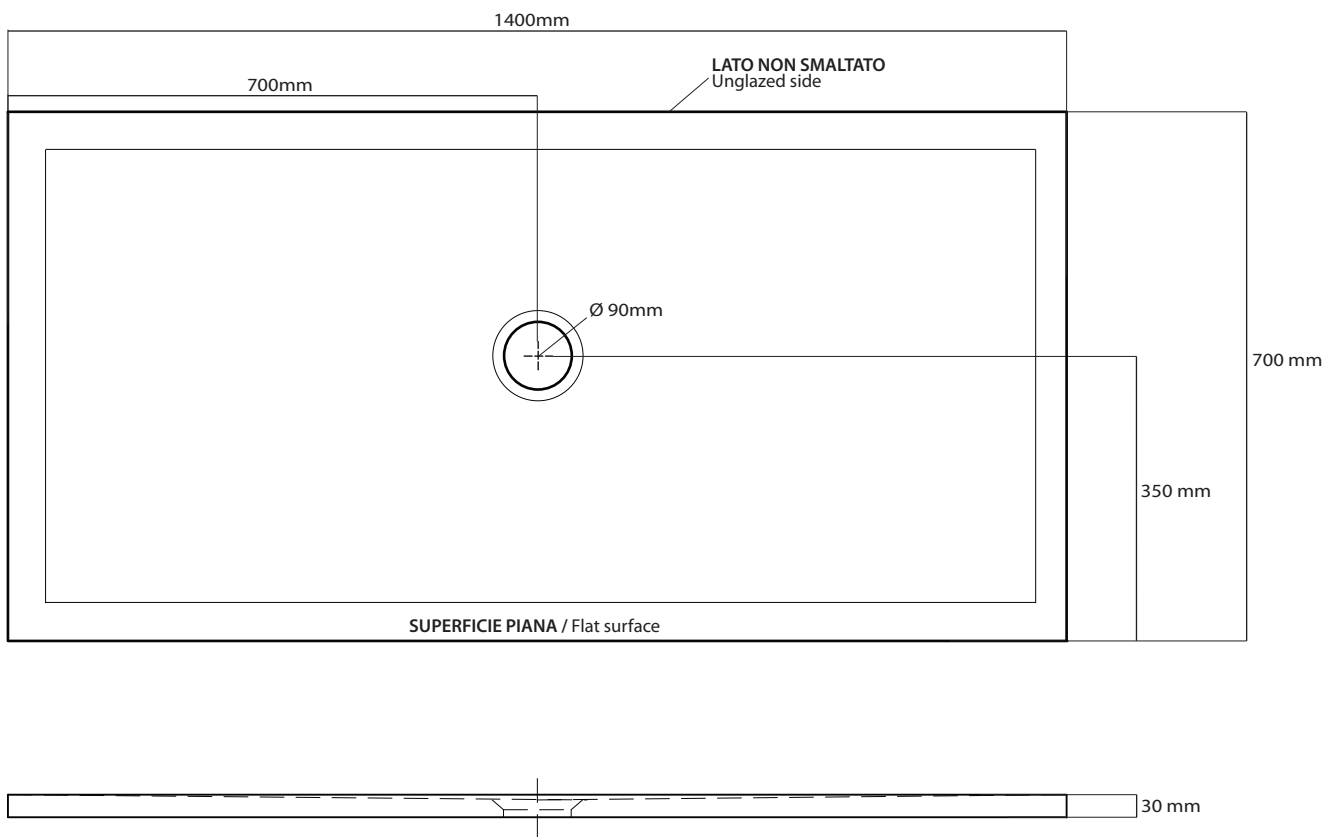 1400mm
LATO NON SMALTATO
Unglazed side
700mm
Ø 90mm
700 mm
350 mm
SUPERFICIE PIANA / Flat surface
30 mm